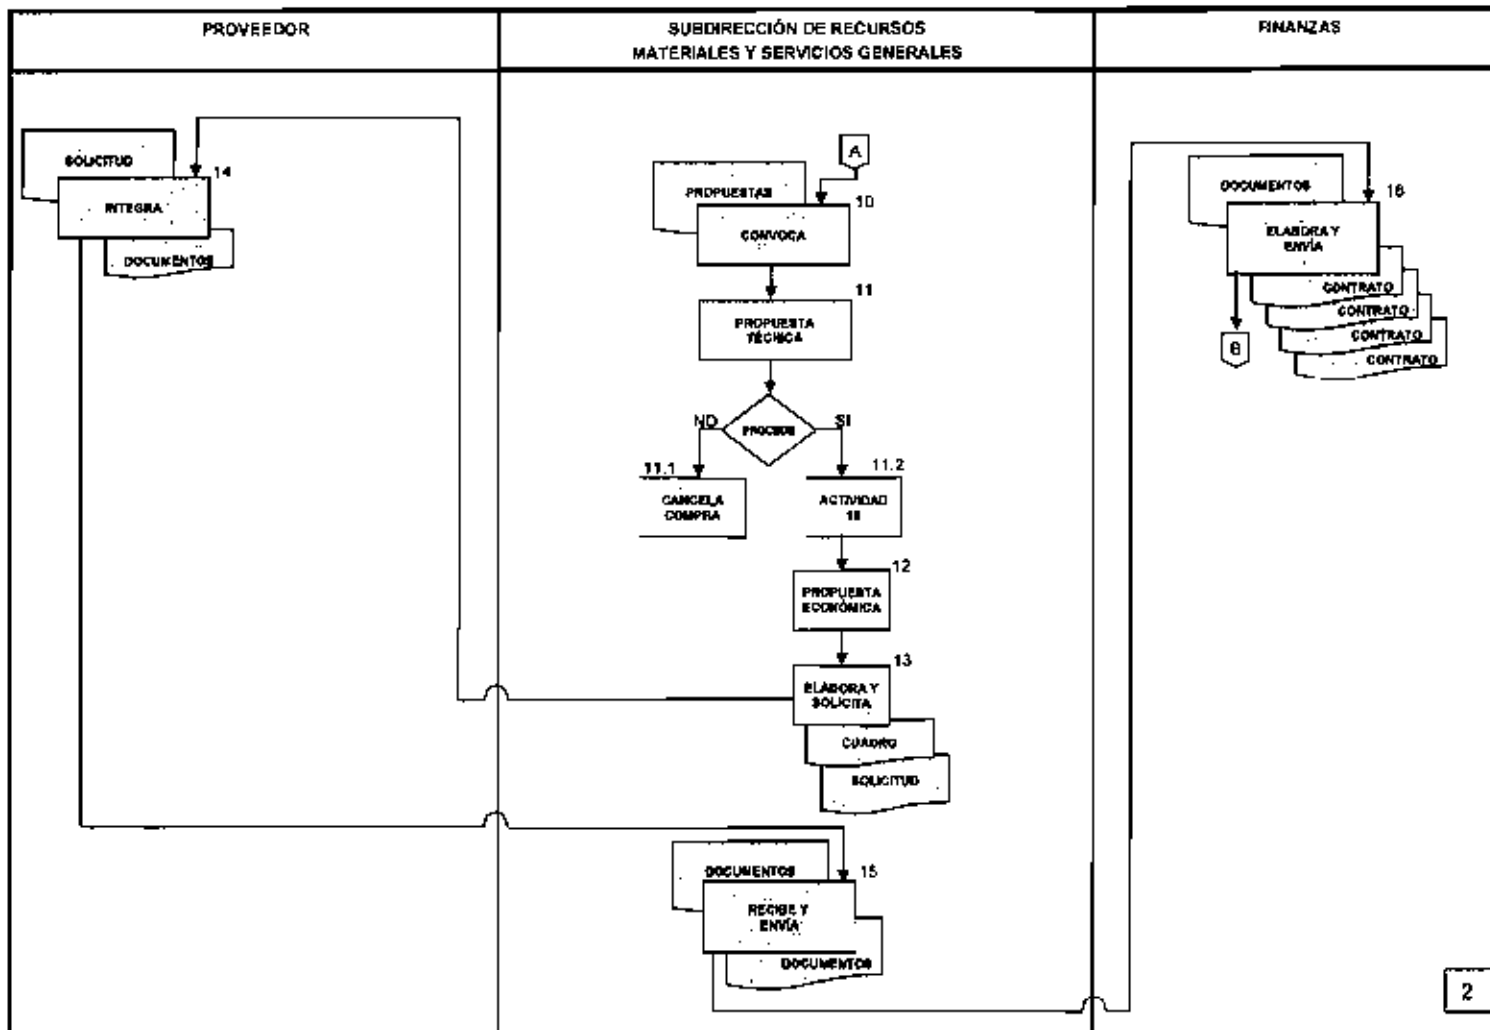 PROVEEDOR
SUBDIRECCIÓN DE RECURSOS
MATERIALES Y SERVICIOS GENERALES
FINANZAS
SOLICITUD
14
INTEGRA
DOCUMENTOS
A
PROPUESTAS
10
CONVOCA
11
PROPUESTA
TÉCNICA
NO
SI
11.1
CANCELA
COMPRA
11.2
ACTIVIDAD
12
PROPUESTA
ECONÓMICA
13
ELABORA Y
SOLICITA
CUADRO
SOLICITUD
DOCUMENTOS
15
RECIBE Y
ENVÍA
DOCUMENTOS
DOCUMENTOS
16
ELABORA Y
ENVÍA
CONTRATO
CONTRATO
CONTRATO
CONTRATO
2